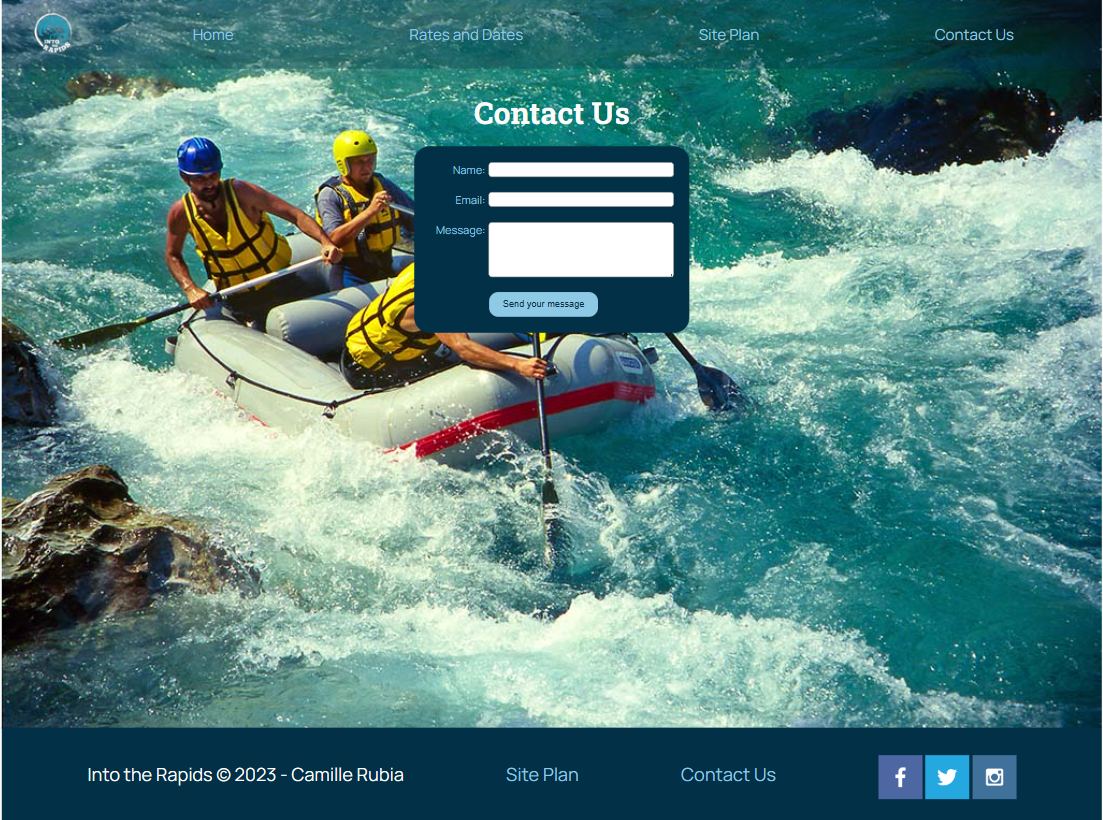 INTO
RAPIDS
Home
Rates and Dates
Site Plan
Contact Us
Contact Us
Name:
Email:
Message:
Send your message
Into the Rapids © 2023 - Camille Rubia
Site Plan
Contact Us